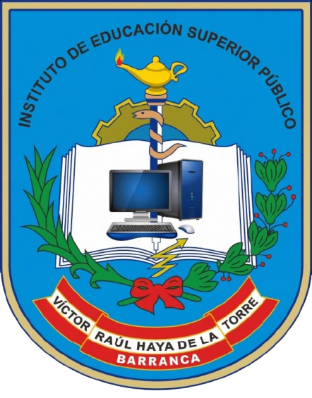 INSTITUTO DE EDUCACIÓN SUPERIOR PÚBLICO
VÍCTOR RAÚL HAYA DE LA TORRE
BARRANCA